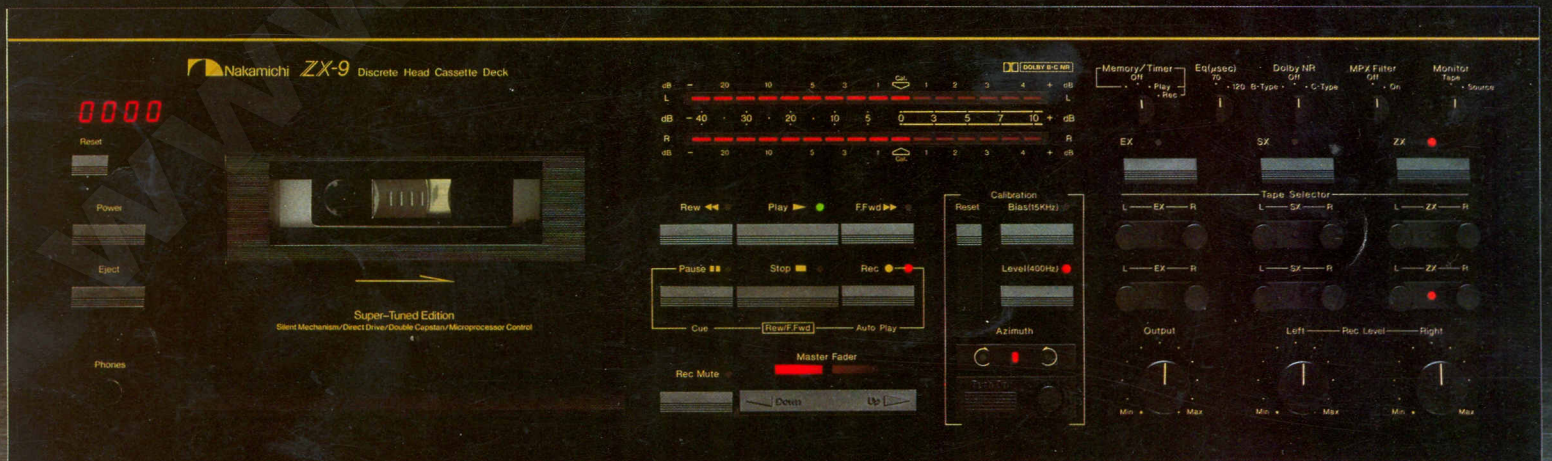 Nakamichi ZX-9 Discrete Head Cassette Deck
0000
Reset
Power
Eject
Phones
Super-Tuned Edition
Silent Mechanism/Direct Drive/Double Capstan/Microprocessor Control
DOLBY B-C NR
Cal.
dB - 20 10 5 3 1 1 2 3 4 + dB
L L
dB - 40 · 30 · 20 · 10 · 5 0 3 5 7 10 + dB
R R
dB - 20 10 5 3 1 1 2 3 4 + dB
Cal.
Rew Play F.Fwd
Pause Stop Rec
Cue Rew/F.Fwd Auto Play
Master Fader
Rec Mute
Down Up
Calibration
Reset Bias(15KHz)
Level(400Hz)
Azimuth
Memory/Timer
Off
Play
Rec
Eq(μsec)
70
120
Dolby NR
Off
B-Type C-Type
MPX Filter
Off
On
Monitor
Tape
Source
EX SX ZX
Tape Selector
L EX R L SX R L ZX R
L EX R L SX R L ZX R
Output
Min Max
Left Rec Level Right
Min Max Min Max